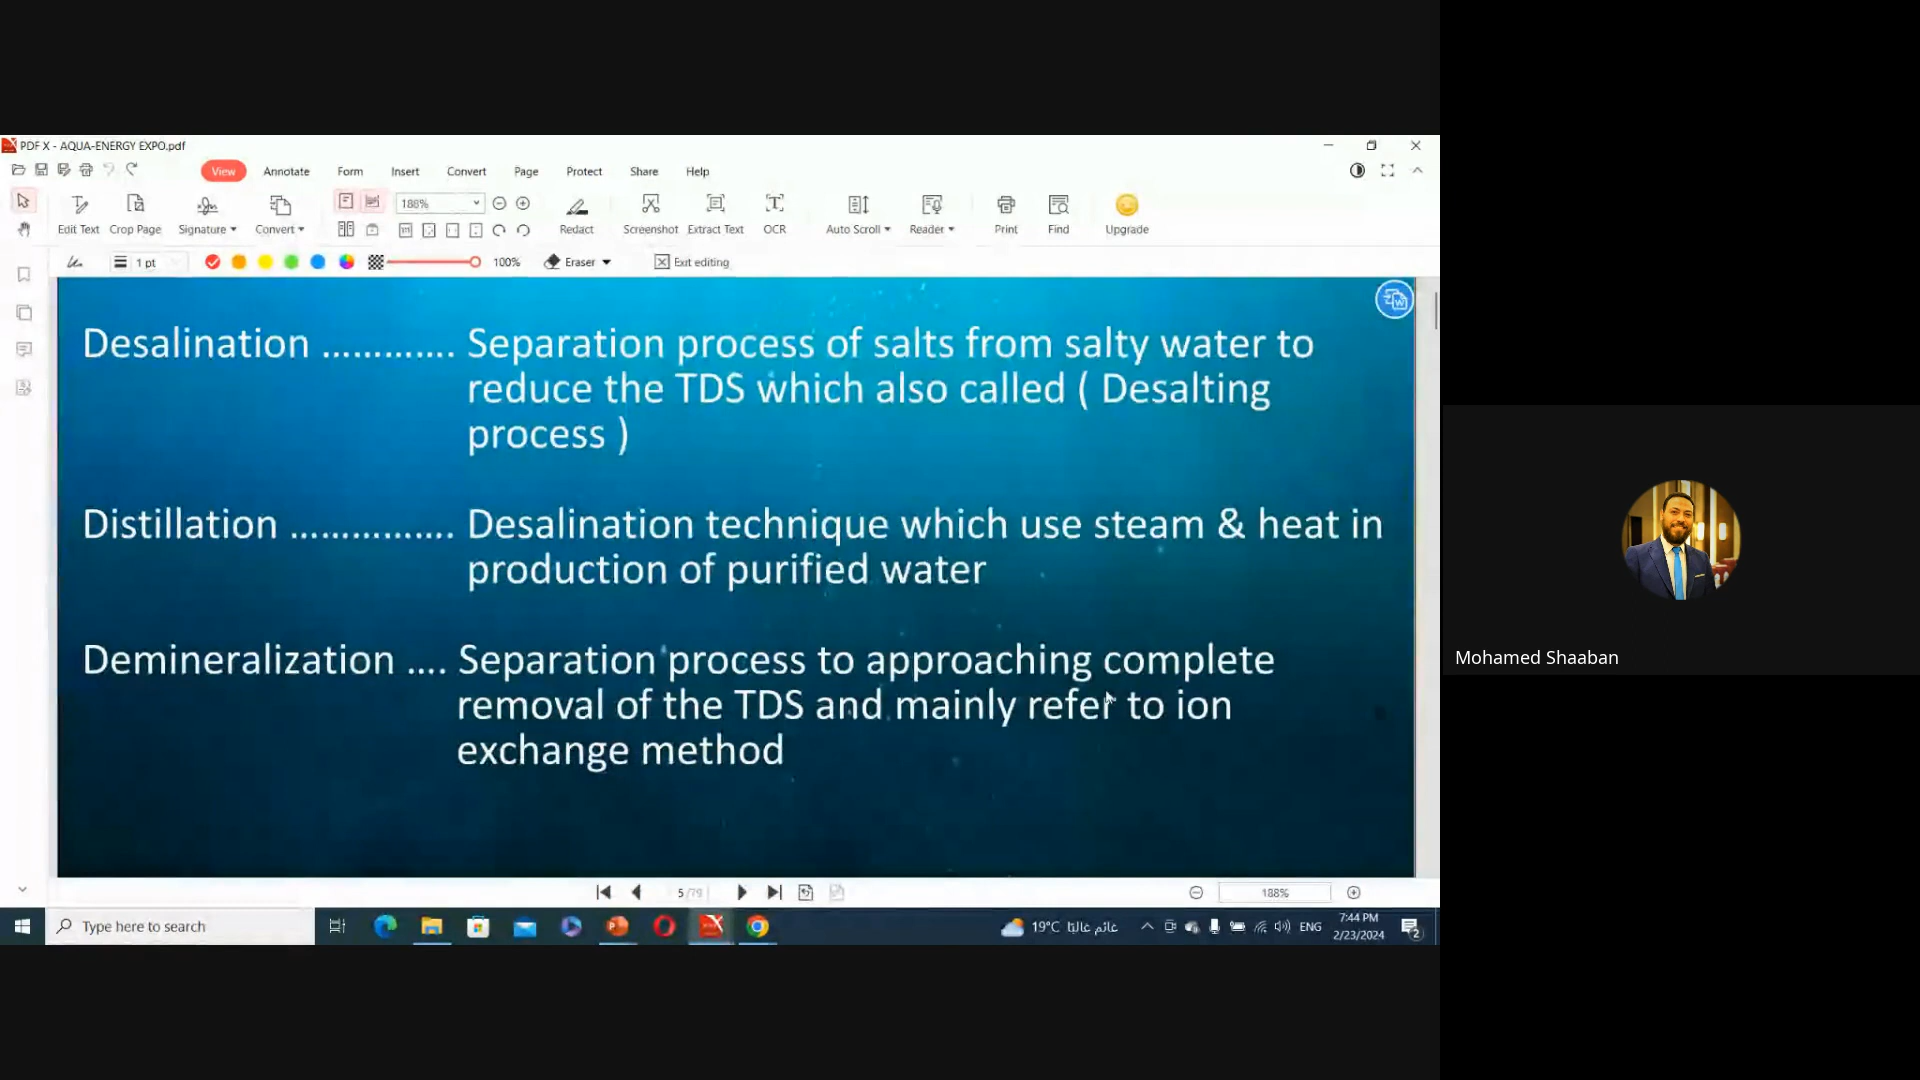 PDF X - AQUA-ENERGY EXPO.pdf
View Annotate Form Insert Convert Page Protect Share Help
188%
Edit Text Crop Page Signature Convert Redact Screenshot Extract Text OCR Auto Scroll Reader Print Find Upgrade
1 pt 100% Eraser Exit editing
Desalination ............. Separation process of salts from salty water to
reduce the TDS which also called ( Desalting
process )
Distillation ................ Desalination technique which use steam & heat in
production of purified water
Demineralization .... Separation process to approaching complete
removal of the TDS and mainly refer to ion
exchange method
Mohamed Shaaban
5 /79
188%
Type here to search
19°C غائم غالبًا
ENG
7:44 PM
2/23/2024
2